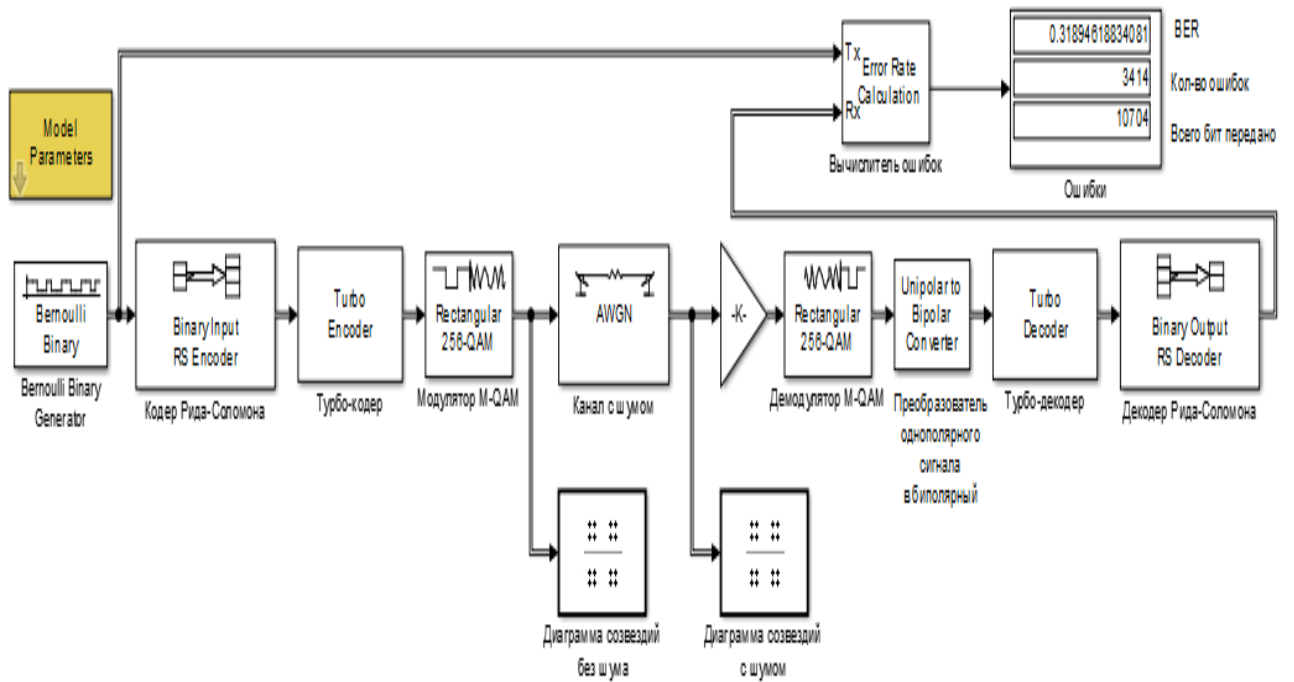 0.31894618834081
BER
3414
Кол-во ошибок
10704
Всего бит передано
Ошибки
Tx
Rx
Error Rate
Calculation
Вычислитель ошибок
Model
Parameters
Bernoulli
Binary
Bernoulli Binary
Generator
Binary Input
RS Encoder
Кодер Рида-Соломона
Turbo
Encoder
Турбо-кодер
Rectangular
256-QAM
Модулятор M-QAM
AWGN
Канал с шумом
-K-
Rectangular
256-QAM
Демодулятор M-QAM
Unipolar to
Bipolar
Converter
Преобразователь
однополярного
сигнала
в биполярный
Turbo
Decoder
Турбо-декодер
Binary Output
RS Decoder
Декодер Рида-Соломона
Диаграмма созвездий
без шума
Диаграмма созвездий
с шумом